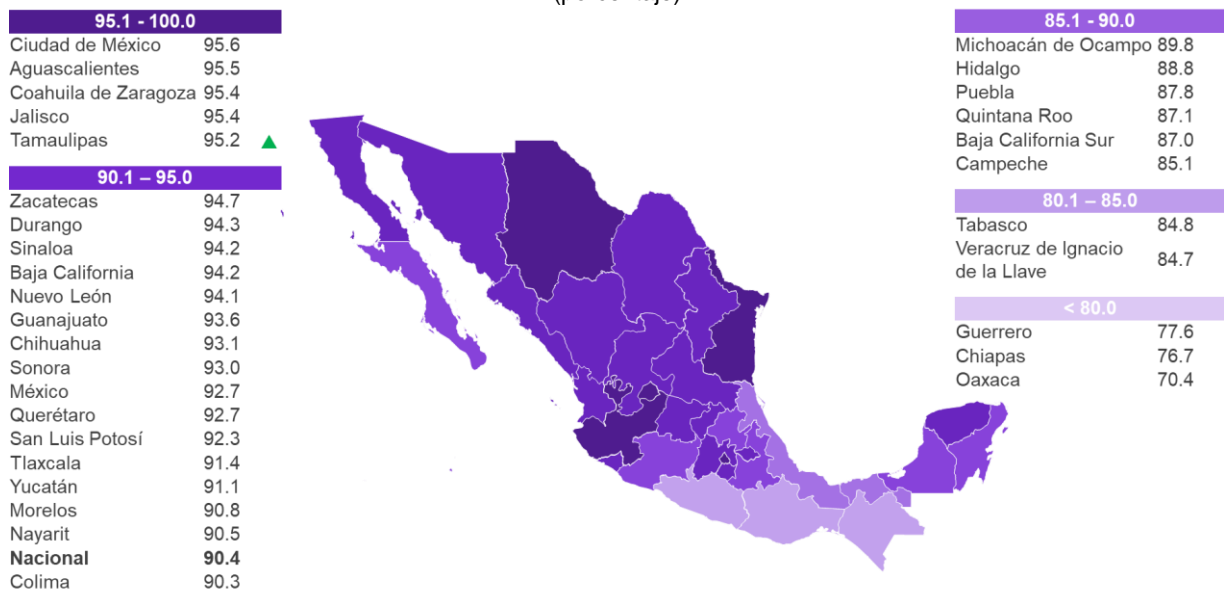 95.1 - 100.0
Ciudad de México 95.6
Aguascalientes 95.5
Coahuila de Zaragoza 95.4
Jalisco 95.4
Tamaulipas 95.2
90.1 – 95.0
Zacatecas 94.7
Durango 94.3
Sinaloa 94.2
Baja California 94.2
Nuevo León 94.1
Guanajuato 93.6
Chihuahua 93.1
Sonora 93.0
México 92.7
Querétaro 92.7
San Luis Potosí 92.3
Tlaxcala 91.4
Yucatán 91.1
Morelos 90.8
Nayarit 90.5
Nacional 90.4
Colima 90.3
85.1 - 90.0
Michoacán de Ocampo 89.8
Hidalgo 88.8
Puebla 87.8
Quintana Roo 87.1
Baja California Sur 87.0
Campeche 85.1
80.1 – 85.0
Tabasco 84.8
Veracruz de Ignacio
de la Llave 84.7
< 80.0
Guerrero 77.6
Chiapas 76.7
Oaxaca 70.4